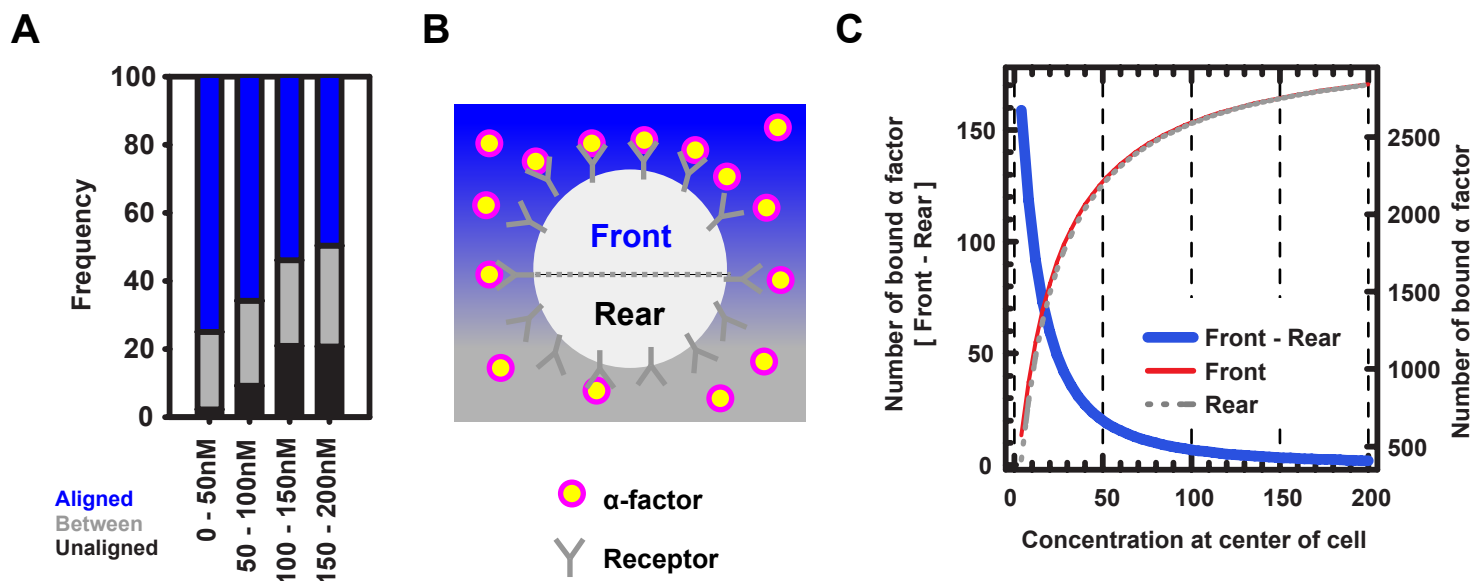 A
Frequency
100
80
60
40
20
0
0 - 50nM
50 - 100nM
100 - 150nM
150 - 200nM
Aligned
Between
Unaligned
B
Front
Rear
α-factor
Receptor
C
Number of bound α factor
[ Front - Rear ]
150
100
50
0
Front - Rear
Front
Rear
2500
2000
1500
1000
500
Number of bound α factor
0
50
100
150
200
Concentration at center of cell